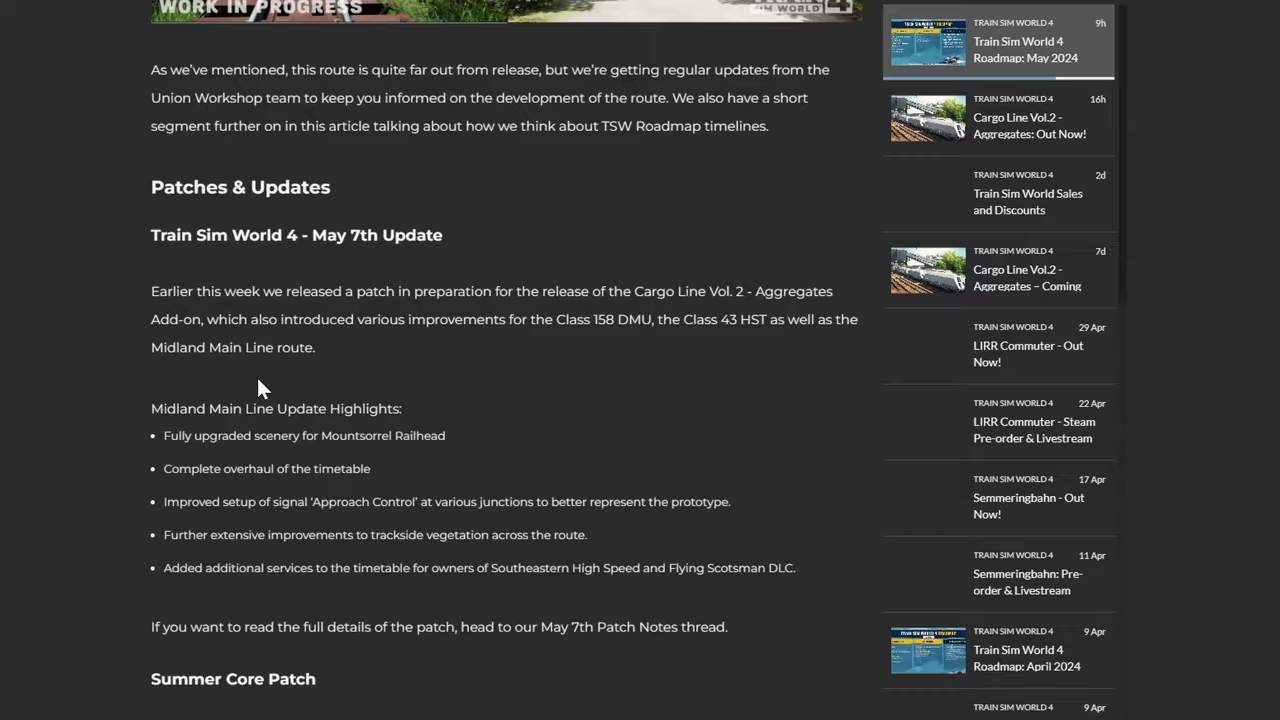 WORK IN PROGRESS
SIM WORLD 4
As we've mentioned, this route is quite far out from release, but we're getting regular updates from the
Union Workshop team to keep you informed on the development of the route. We also have a short
segment further on in this article talking about how we think about TSW Roadmap timelines.
Patches & Updates
Train Sim World 4 - May 7th Update
Earlier this week we released a patch in preparation for the release of the Cargo Line Vol. 2 - Aggregates
Add-on, which also introduced various improvements for the Class 158 DMU, the Class 43 HST as well as the
Midland Main Line route.
Midland Main Line Update Highlights:
• Fully upgraded scenery for Mountsorrel Railhead
• Complete overhaul of the timetable
• Improved setup of signal ‘Approach Control’ at various junctions to better represent the prototype.
• Further extensive improvements to trackside vegetation across the route.
• Added additional services to the timetable for owners of Southeastern High Speed and Flying Scotsman DLC.
If you want to read the full details of the patch, head to our May 7th Patch Notes thread.
Summer Core Patch
TRAIN SIM WORLD 4 9h
Train Sim World 4
Roadmap: May 2024
TRAIN SIM WORLD 4 16h
Cargo Line Vol.2 -
Aggregates: Out Now!
TRAIN SIM WORLD 4 2d
Train Sim World Sales
and Discounts
TRAIN SIM WORLD 4 7d
Cargo Line Vol.2 -
Aggregates – Coming
TRAIN SIM WORLD 4 29 Apr
LIRR Commuter - Out
Now!
TRAIN SIM WORLD 4 22 Apr
LIRR Commuter - Steam
Pre-order & Livestream
TRAIN SIM WORLD 4 17 Apr
Semmeringbahn - Out
Now!
TRAIN SIM WORLD 4 11 Apr
Semmeringbahn: Pre-
order & Livestream
TRAIN SIM WORLD 4 9 Apr
Train Sim World 4
Roadmap: April 2024
TRAIN SIM WORLD 4 9 Apr